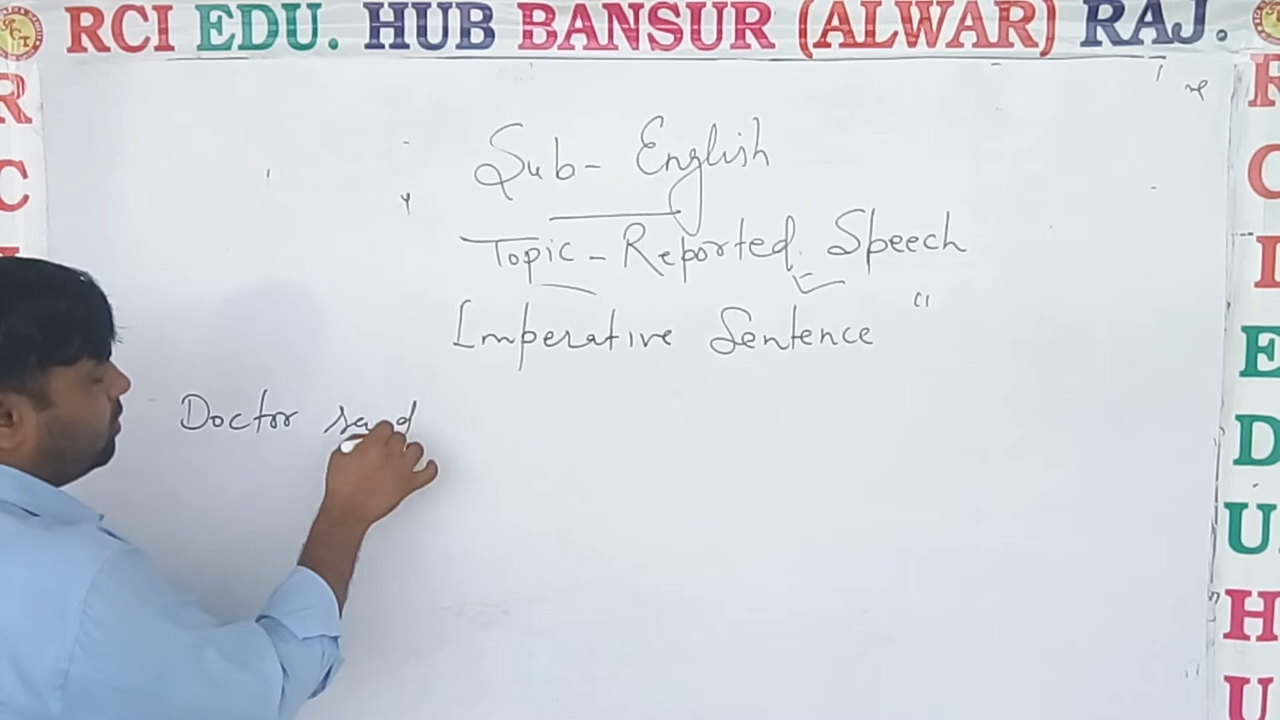 RCI EDU. HUB BANSUR (ALWAR) RAJ.
Sub- English
Topic - Reported Speech
Imperative Sentence
Doctor said
R
C
R
C
I
E
D
U.
H
U